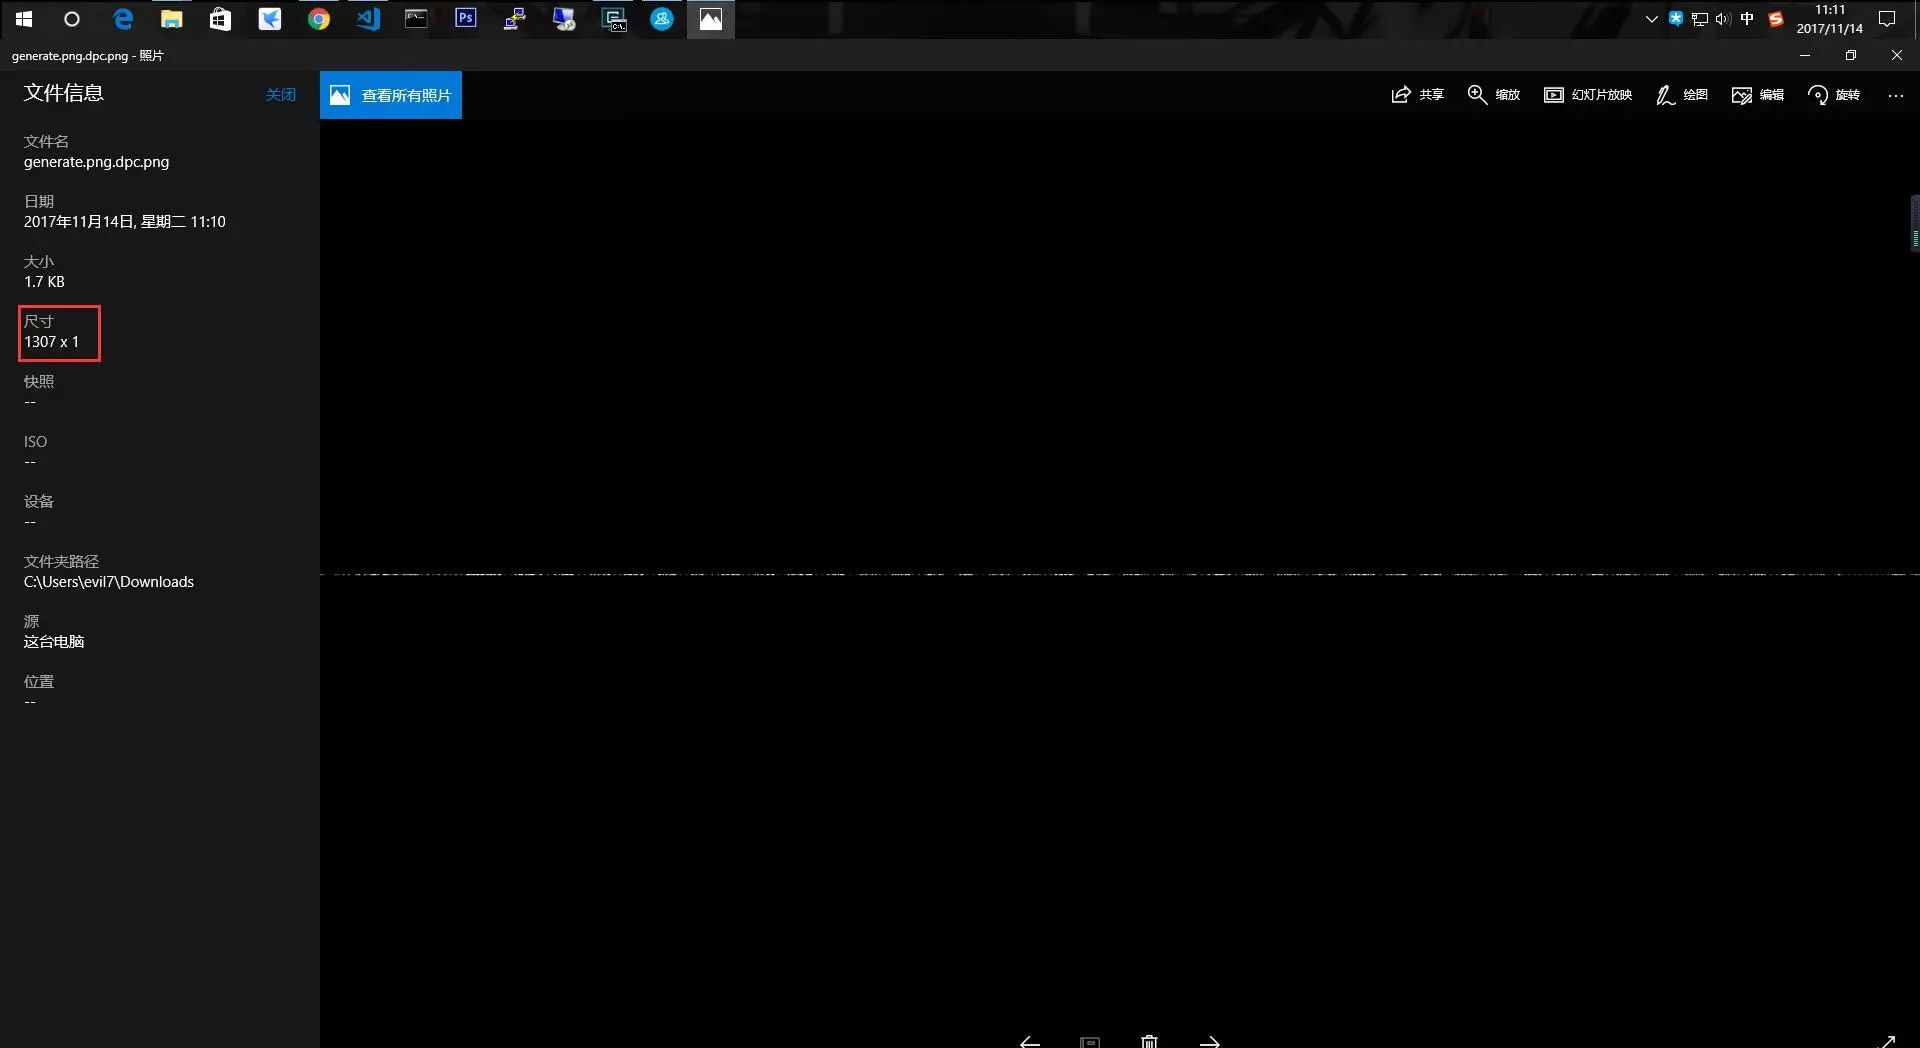 11:11
2017/11/14
中
Ps
generate.png.dpc.png - 照片
文件信息
关闭
查看所有照片
共享
缩放
幻灯片放映
绘图
编辑
旋转
文件名
generate.png.dpc.png
日期
2017年11月14日, 星期二 11:10
大小
1.7 KB
尺寸
1307 x 1
快照
--
ISO
--
设备
--
文件夹路径
C:\Users\evil7\Downloads
源
这台电脑
位置
--